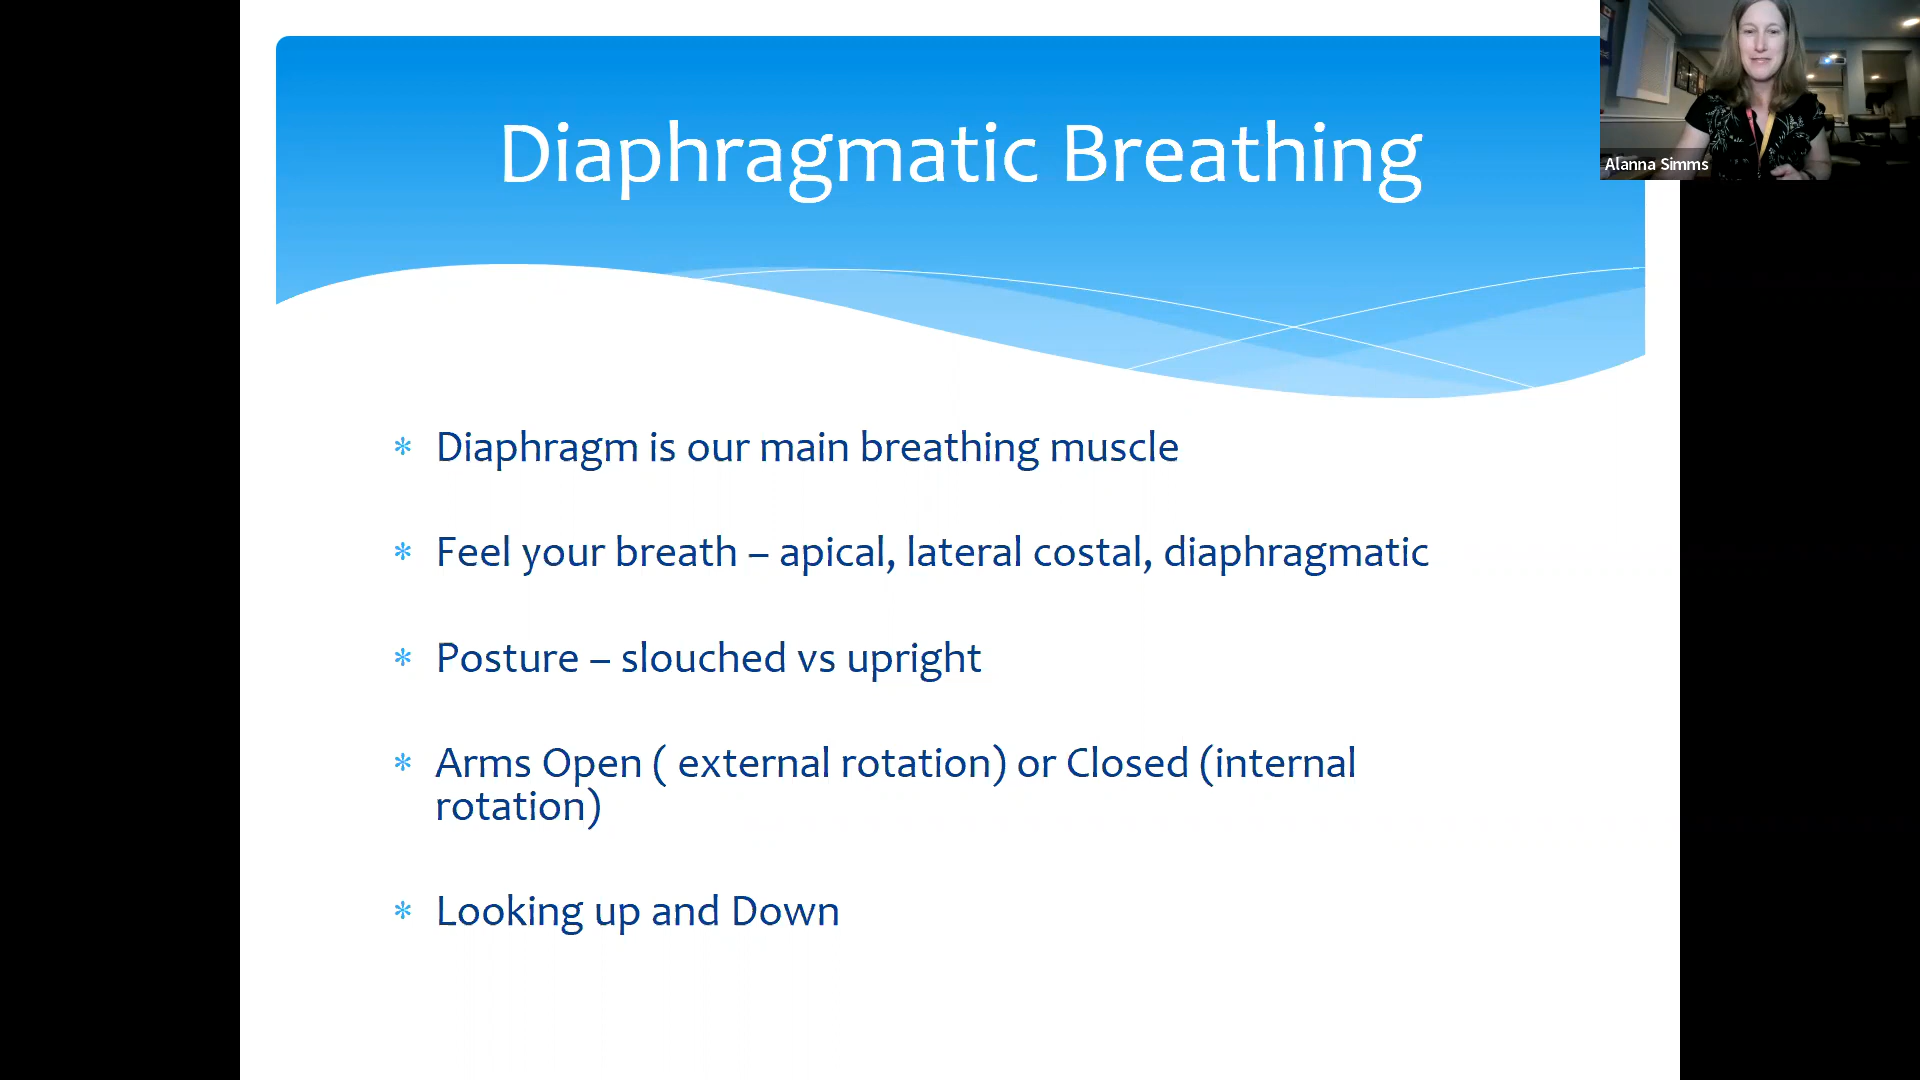 Diaphragmatic Breathing
Alanna Simms
* Diaphragm is our main breathing muscle
* Feel your breath – apical, lateral costal, diaphragmatic
* Posture – slouched vs upright
* Arms Open ( external rotation) or Closed (internal
rotation)
* Looking up and Down